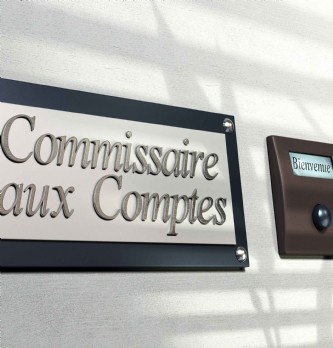 Commissaire
aux Comptes
Bienvenue